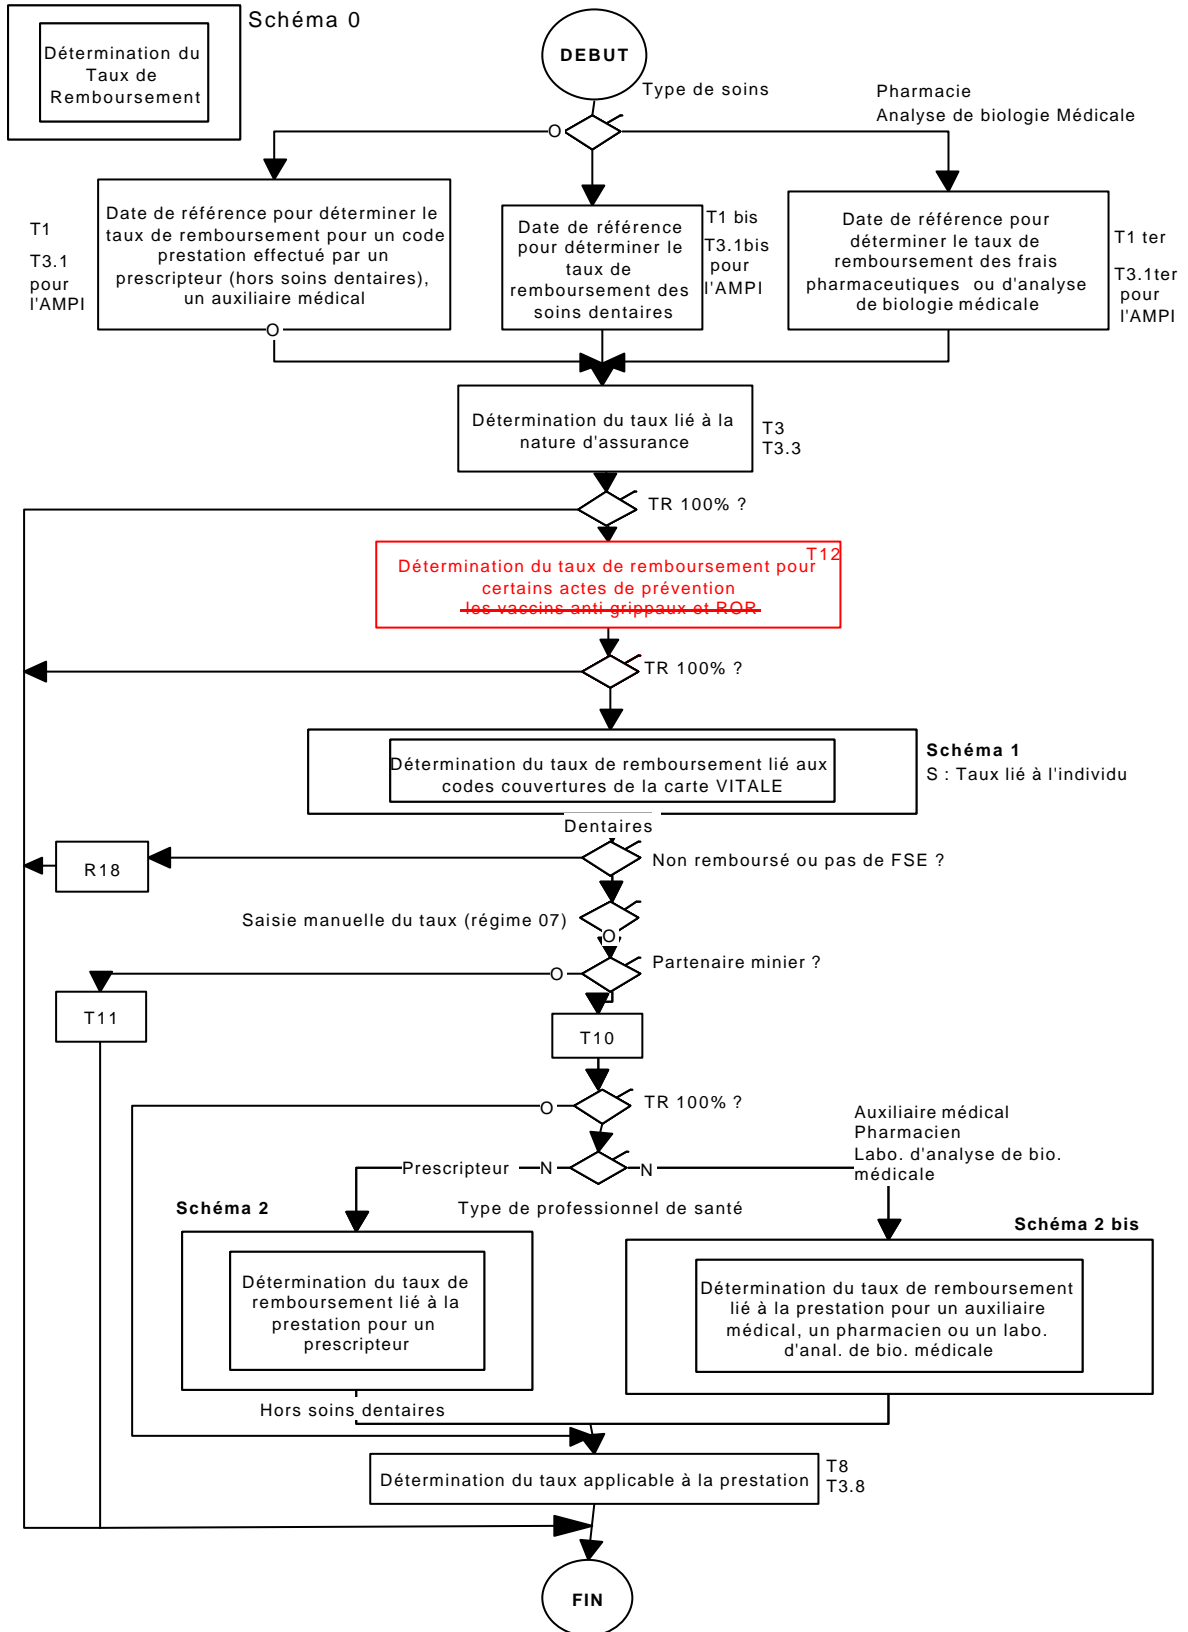 Schéma 0
Détermination du
Taux de
Remboursement
DEBUT
Type de soins
Pharmacie
Analyse de biologie Médicale
O
T1
T3.1
pour
l'AMPI
Date de référence pour déterminer le
taux de remboursement pour un code
prestation effectué par un
prescripteur (hors soins dentaires),
un auxiliaire médical
O
Date de référence
pour déterminer le
taux de
remboursement des
soins dentaires
T1 bis
T3.1bis
pour
l'AMPI
Date de référence pour
déterminer le taux de
remboursement des frais
pharmaceutiques ou d'analyse
de biologie médicale
T1 ter
T3.1ter
pour
l'AMPI
Détermination du taux lié à la
nature d'assurance
T3
T3.3
TR 100% ?
T12
Détermination du taux de remboursement pour
certains actes de prévention
les vaccins anti grippaux et ROR
TR 100% ?
Détermination du taux de remboursement lié aux
codes couvertures de la carte VITALE
Schéma 1
S : Taux lié à l'individu
Dentaires
R18
Non remboursé ou pas de FSE ?
Saisie manuelle du taux (régime 07)
O
Partenaire minier ?
O
T11
T10
TR 100% ?
O
Auxiliaire médical
Pharmacien
Labo. d'analyse de bio.
médicale
Prescripteur
N
N
Type de professionnel de santé
Schéma 2
Schéma 2 bis
Détermination du taux de
remboursement lié à la
prestation pour un
prescripteur
Détermination du taux de remboursement
lié à la prestation pour un auxiliaire
médical, un pharmacien ou un labo.
d'anal. de bio. médicale
Hors soins dentaires
Détermination du taux applicable à la prestation
T8
T3.8
FIN